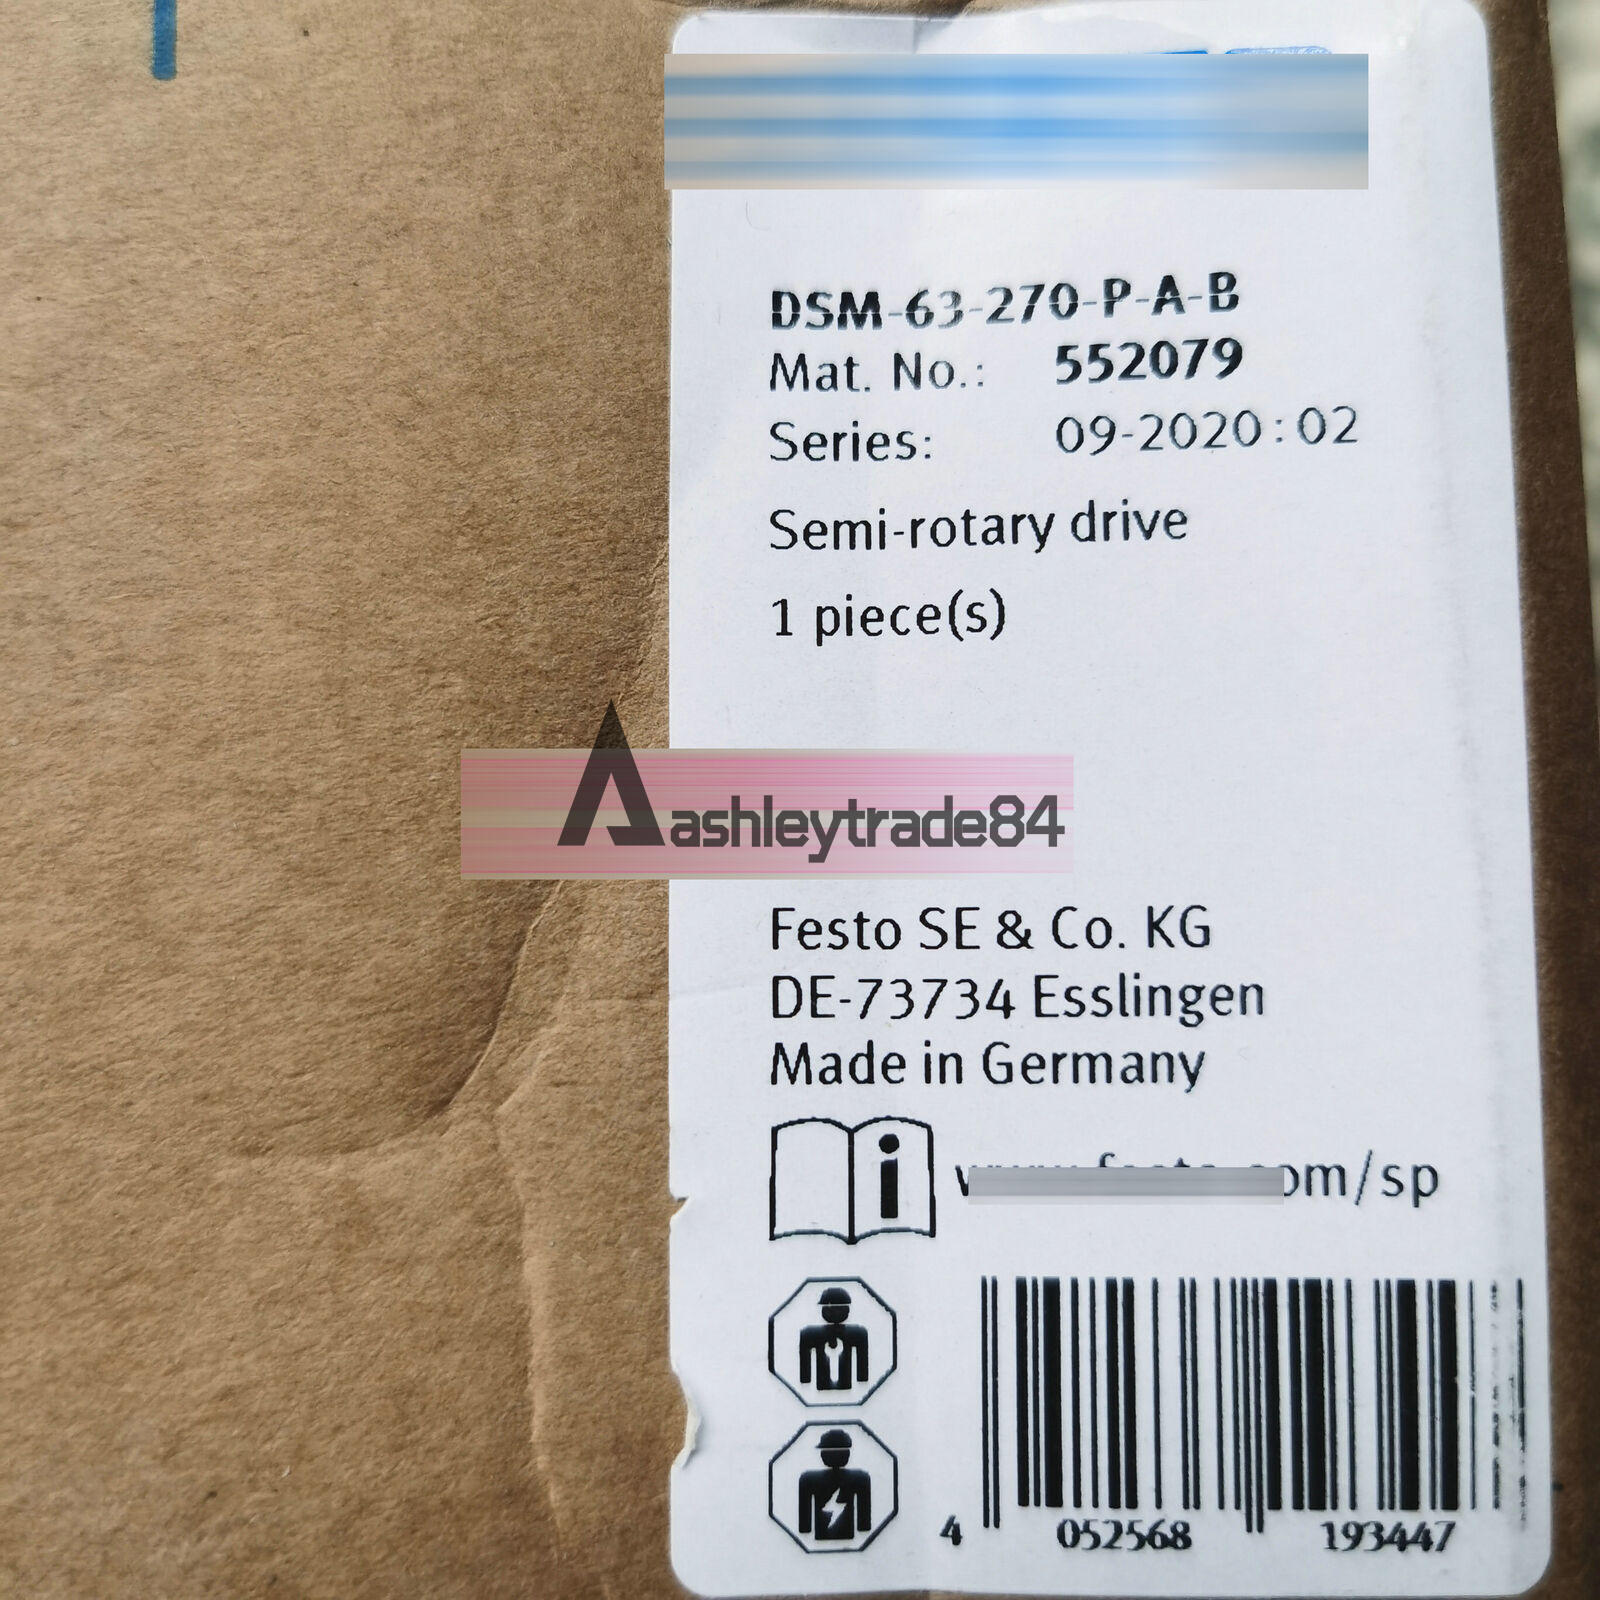 DSM-63-270-P-A-B
Mat. No.: 552079
Series: 09-2020:02
Semi-rotary drive
1 piece(s)
Aashleytrade84
Festo SE & Co. KG
DE-73734 Esslingen
Made in Germany
om/sp
4 052568 193447